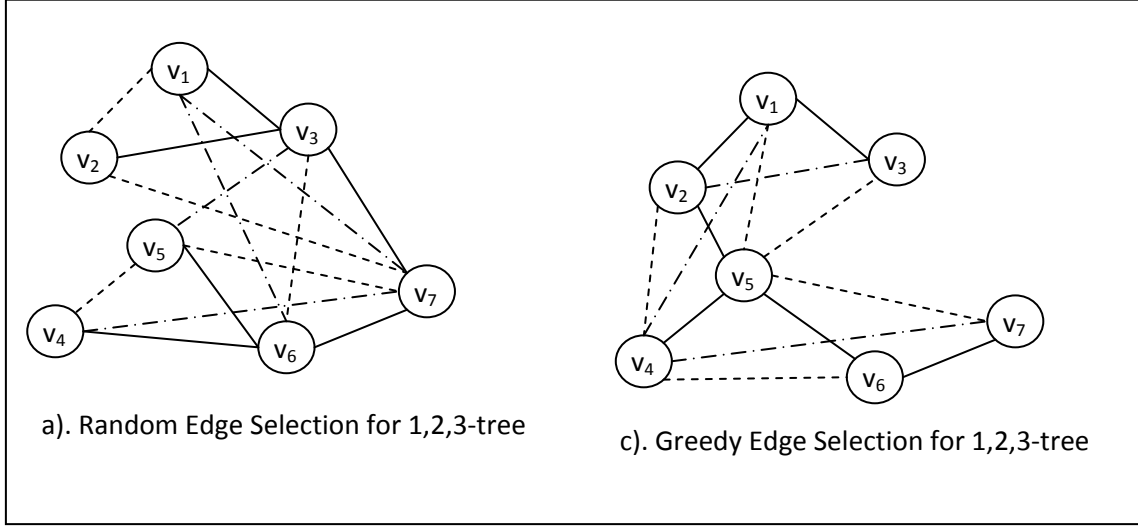 v₁
v₃
v₂
v₅
v₇
v₄
v₆
a). Random Edge Selection for 1,2,3-tree
v₁
v₃
v₂
v₅
v₇
v₄
v₆
c). Greedy Edge Selection for 1,2,3-tree